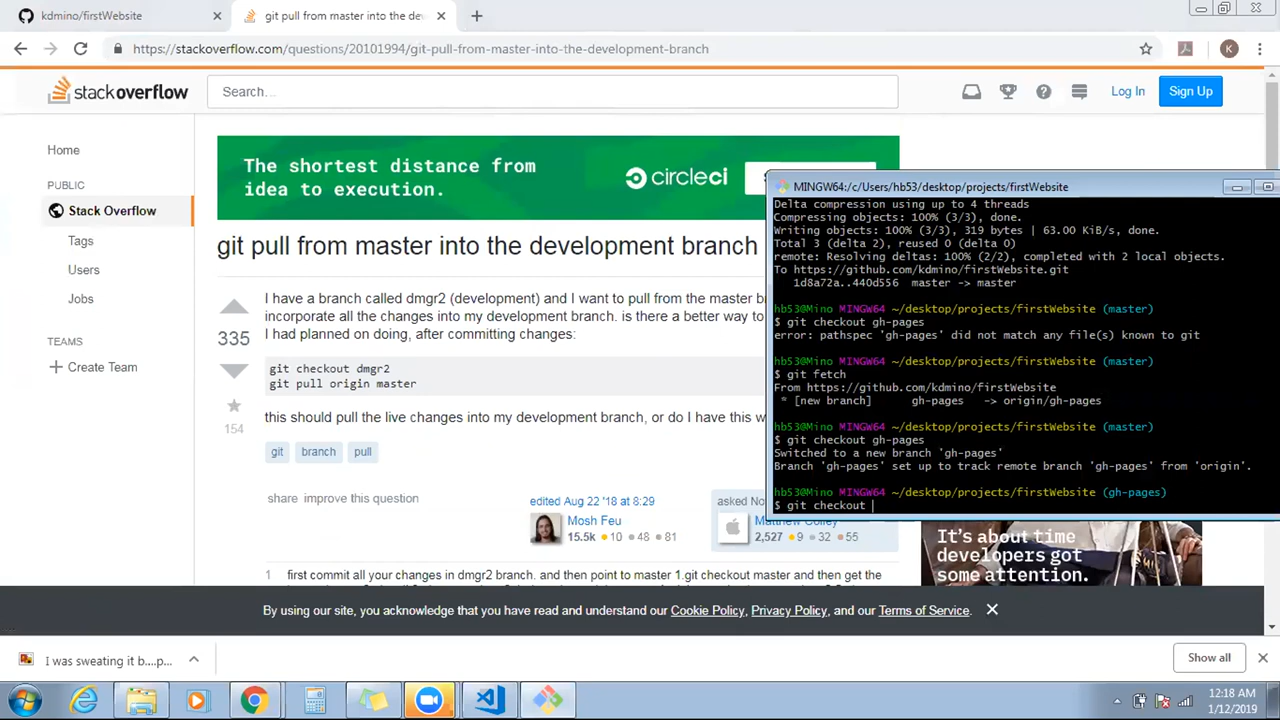 kdmino/firstWebsite
git pull from master into the dev
https://stackoverflow.com/questions/20101994/git-pull-from-master-into-the-development-branch
K
stackoverflow
Search...
Log In
Sign Up
Home
PUBLIC
Stack Overflow
Tags
Users
Jobs
TEAMS
Create Team
The shortest distance from
idea to execution.
circleci
git pull from master into the development branch
335
154
I have a branch called dmgr2 (development) and I want to pull from the master b
incorporate all the changes into my development branch. is there a better way to
I had planned on doing, after committing changes:
git checkout dmgr2
git pull origin master
this should pull the live changes into my development branch, or do I have this w
git
branch
pull
share improve this question
edited Aug 22 '18 at 8:29
Mosh Feu
15.5k 10 48 81
asked Nov
Matthew Colley
2,527 9 32 55
1 first commit all your changes in dmgr2 branch. and then point to master 1.git checkout master and then get the
MINGW64:/c/Users/hb53/desktop/projects/firstWebsite
Delta compression using up to 4 threads
Compressing objects: 100% (3/3), done.
Writing objects: 100% (3/3), 319 bytes | 63.00 KiB/s, done.
Total 3 (delta 2), reused 0 (delta 0)
remote: Resolving deltas: 100% (2/2), completed with 2 local objects.
To https://github.com/kdmino/firstWebsite.git
1d8a72a..440d556 master -> master
hb53@Mino MINGW64 ~/desktop/projects/firstWebsite (master)
$ git checkout gh-pages
error: pathspec 'gh-pages' did not match any file(s) known to git
hb53@Mino MINGW64 ~/desktop/projects/firstWebsite (master)
$ git fetch
From https://github.com/kdmino/firstWebsite
* [new branch] gh-pages -> origin/gh-pages
hb53@Mino MINGW64 ~/desktop/projects/firstWebsite (master)
$ git checkout gh-pages
Switched to a new branch 'gh-pages'
Branch 'gh-pages' set up to track remote branch 'gh-pages' from 'origin'.
hb53@Mino MINGW64 ~/desktop/projects/firstWebsite (gh-pages)
$ git checkout
It's about time
developers got
some attention.
By using our site, you acknowledge that you have read and understand our Cookie Policy, Privacy Policy, and our Terms of Service.
I was sweating it b....p...
Show all
12:18 AM
1/12/2019